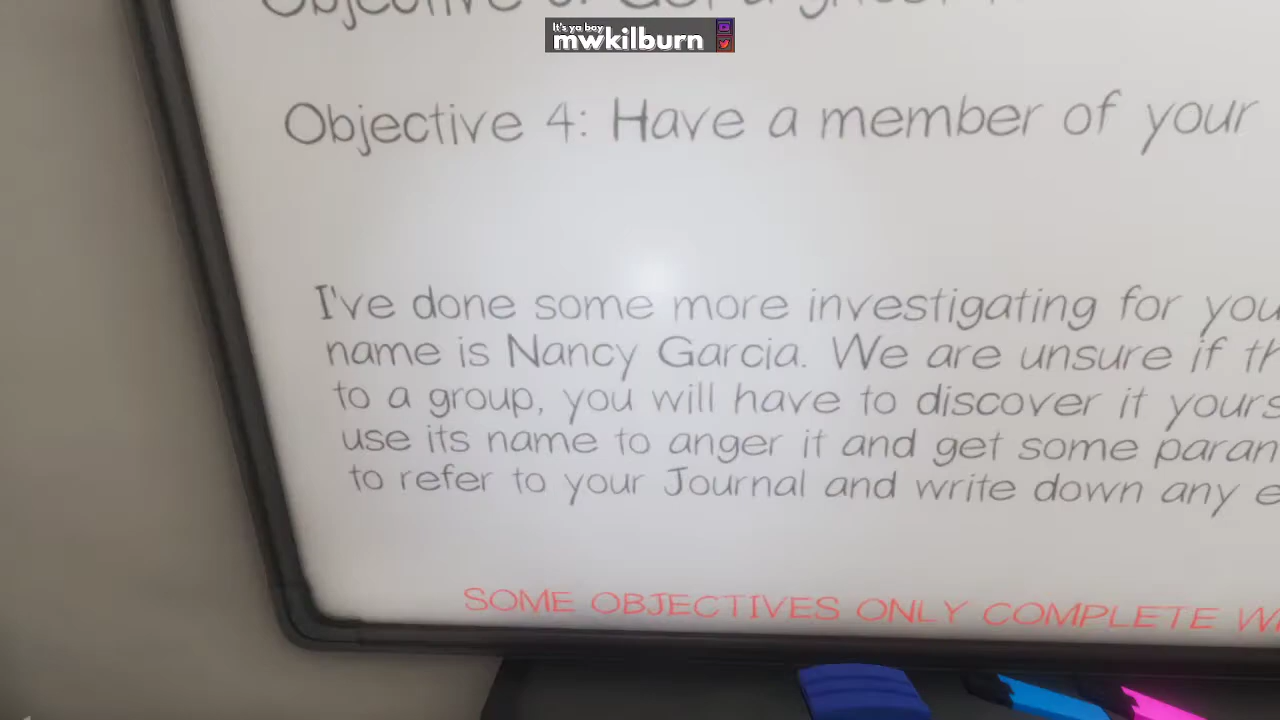 It's ya boy
mwkilburn
Objective 4: Have a member of your
I've done some more investigating for you
name is Nancy Garcia. We are unsure if th
to a group, you will have to discover it yours
use its name to anger it and get some paran
to refer to your Journal and write down any e
SOME OBJECTIVES ONLY COMPLETE W